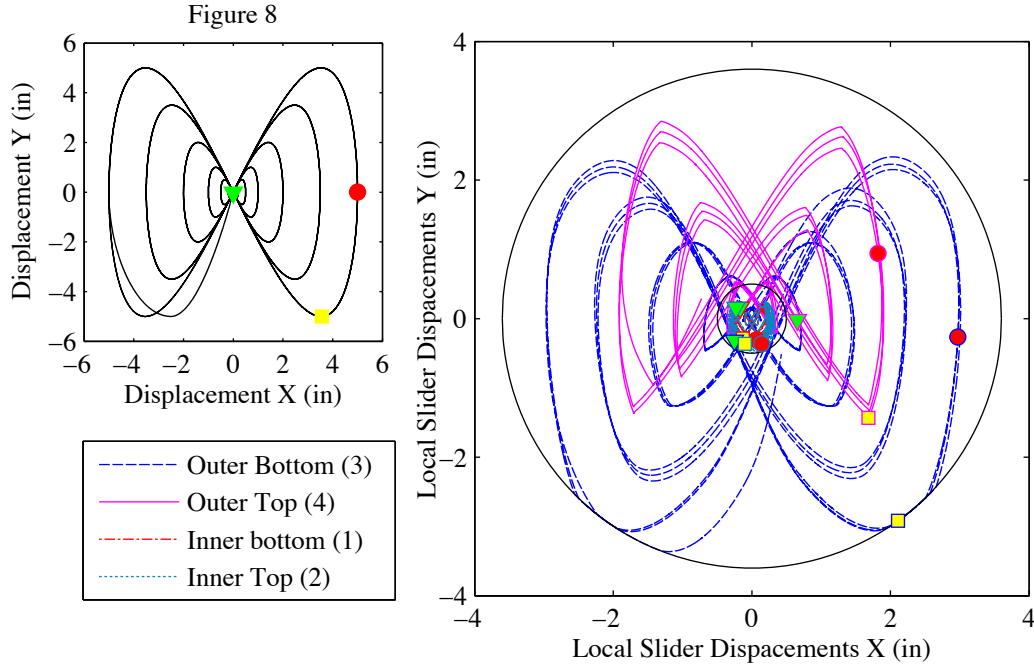 Figure 8
6
4
2
0
−2
−4
−6
−6 −4 −2 0 2 4 6
Displacement Y (in)
Displacement X (in)
Outer Bottom (3)
Outer Top (4)
Inner bottom (1)
Inner Top (2)
4
2
0
−2
−4
−4 −2 0 2 4
Local Slider Dispacements Y (in)
Local Slider Dispacements X (in)